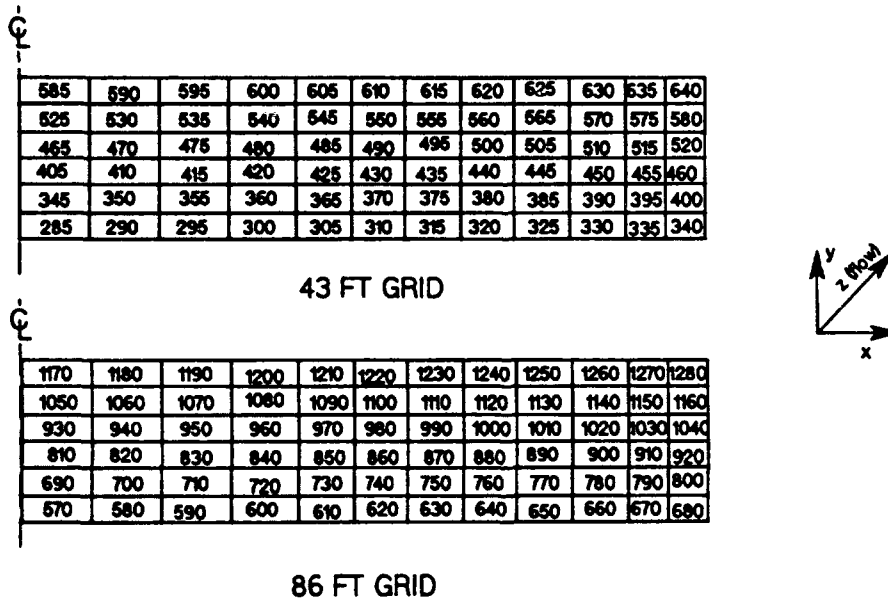 ℄
585 590 595 600 605 610 615 620 625 630 635 640
525 530 535 540 545 550 555 560 565 570 575 580
465 470 475 480 485 490 495 500 505 510 515 520
405 410 415 420 425 430 435 440 445 450 455 460
345 350 355 360 365 370 375 380 385 390 395 400
285 290 295 300 305 310 315 320 325 330 335 340
43 FT GRID
y
z (flow)
x
℄
1170 1180 1190 1200 1210 1220 1230 1240 1250 1260 1270 1280
1050 1060 1070 1080 1090 1100 1110 1120 1130 1140 1150 1160
930 940 950 960 970 980 990 1000 1010 1020 1030 1040
810 820 830 840 850 860 870 880 890 900 910 920
690 700 710 720 730 740 750 760 770 780 790 800
570 580 590 600 610 620 630 640 650 660 670 680
86 FT GRID